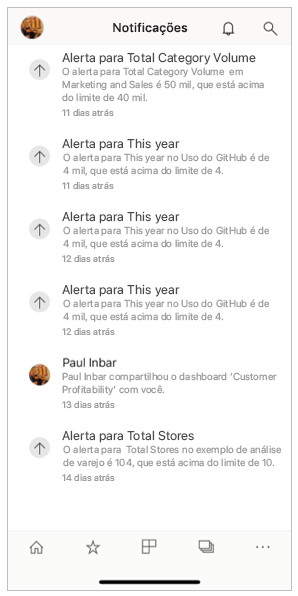 Notificações
Alerta para Total Category Volume
O alerta para Total Category Volume em
Marketing and Sales é 50 mil, que está acima
do limite de 40 mil.
11 dias atrás
Alerta para This year
O alerta para This year no Uso do GitHub é de
4 mil, que está acima do limite de 4.
11 dias atrás
Alerta para This year
O alerta para This year no Uso do GitHub é de
4 mil, que está acima do limite de 4.
12 dias atrás
Alerta para This year
O alerta para This year no Uso do GitHub é de
4 mil, que está acima do limite de 4.
12 dias atrás
Paul Inbar
Paul Inbar compartilhou o dashboard ‘Customer
Profitability’ com você.
13 dias atrás
Alerta para Total Stores
O alerta para Total Stores no exemplo de análise
de varejo é 104, que está acima do limite de 10.
14 dias atrás